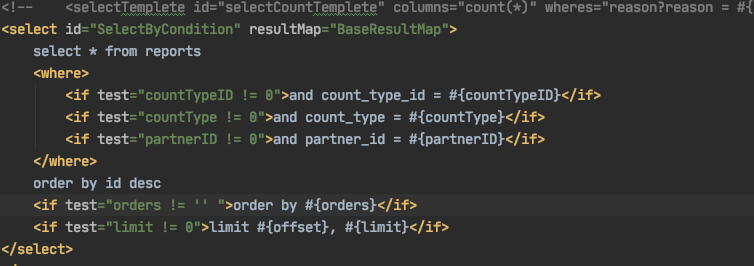 <!--    <selectTemplete id="selectCountTemplete" columns="count(*)" wheres="reason?reason = #{
<select id="SelectByCondition" resultMap="BaseResultMap">
    select * from reports
    <where>
        <if test="countTypeID != 0">and count_type_id = #{countTypeID}</if>
        <if test="countType != 0">and count_type = #{countType}</if>
        <if test="partnerID != 0">and partner_id = #{partnerID}</if>
    </where>
    order by id desc
    <if test="orders != '' ">order by #{orders}</if>
    <if test="limit != 0">limit #{offset}, #{limit}</if>
</select>